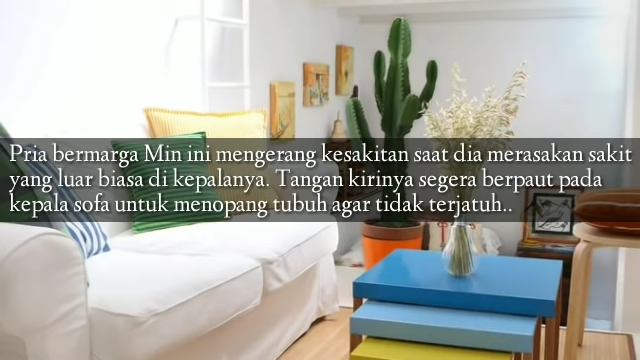 Pria bermarga Min ini mengerang kesakitan saat dia merasakan sakit
yang luar biasa di kepalanya. Tangan kirinya segera berpaut pada
kepala sofa untuk menopang tubuh agar tidak terjatuh..